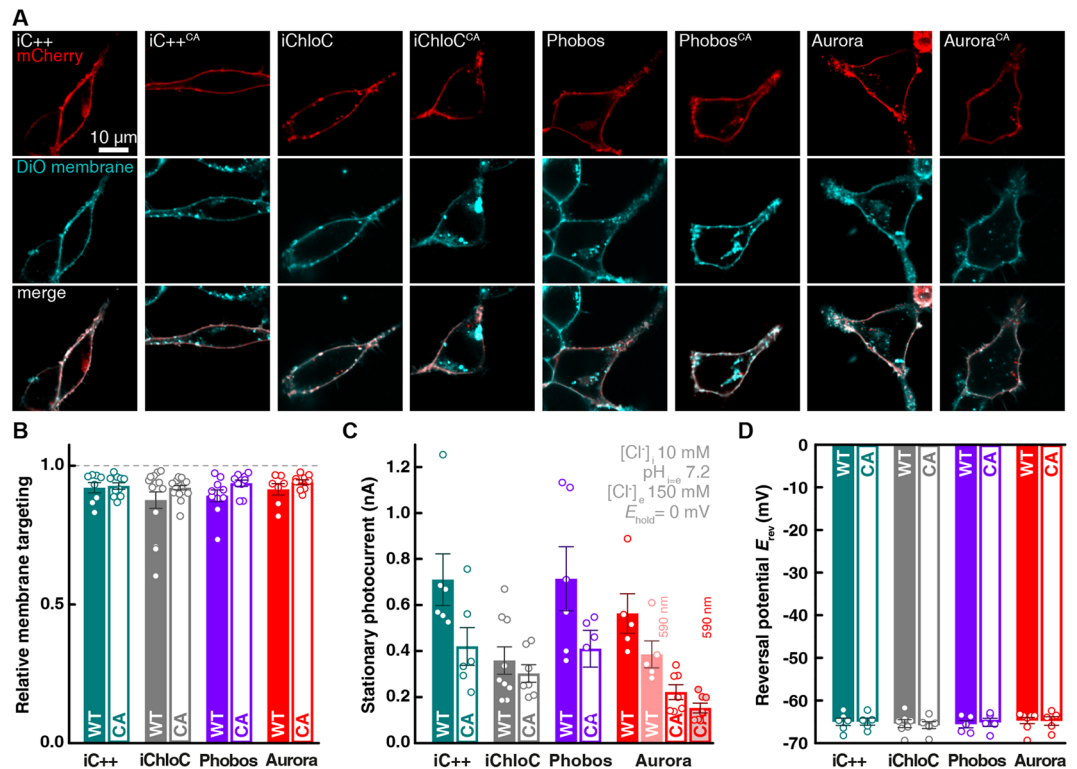 A
iC++
mCherry
iC++CA
iChloC
iChloCCA
Phobos
PhobosCA
Aurora
AuroraCA
10 µm
DiO membrane
merge
B
Relative membrane targeting
1.0
0.5
0.0
WT CA WT CA WT CA WT CA
iC++ iChloC Phobos Aurora
C
Stationary photocurrent (nA)
1.2
1.0
0.8
0.6
0.4
0.2
0.0
[Cl-]i 10 mM
pHi=e 7.2
[Cl-]e 150 mM
Ehold= 0 mV
590 nm
590 nm
WT CA WT CA WT CA WT WT CA CA
iC++ iChloC Phobos Aurora
D
Reversal potential Erev (mV)
0
-10
-20
-30
-40
-50
-60
-70
WT CA WT CA WT CA WT CA
iC++ iChloC Phobos Aurora